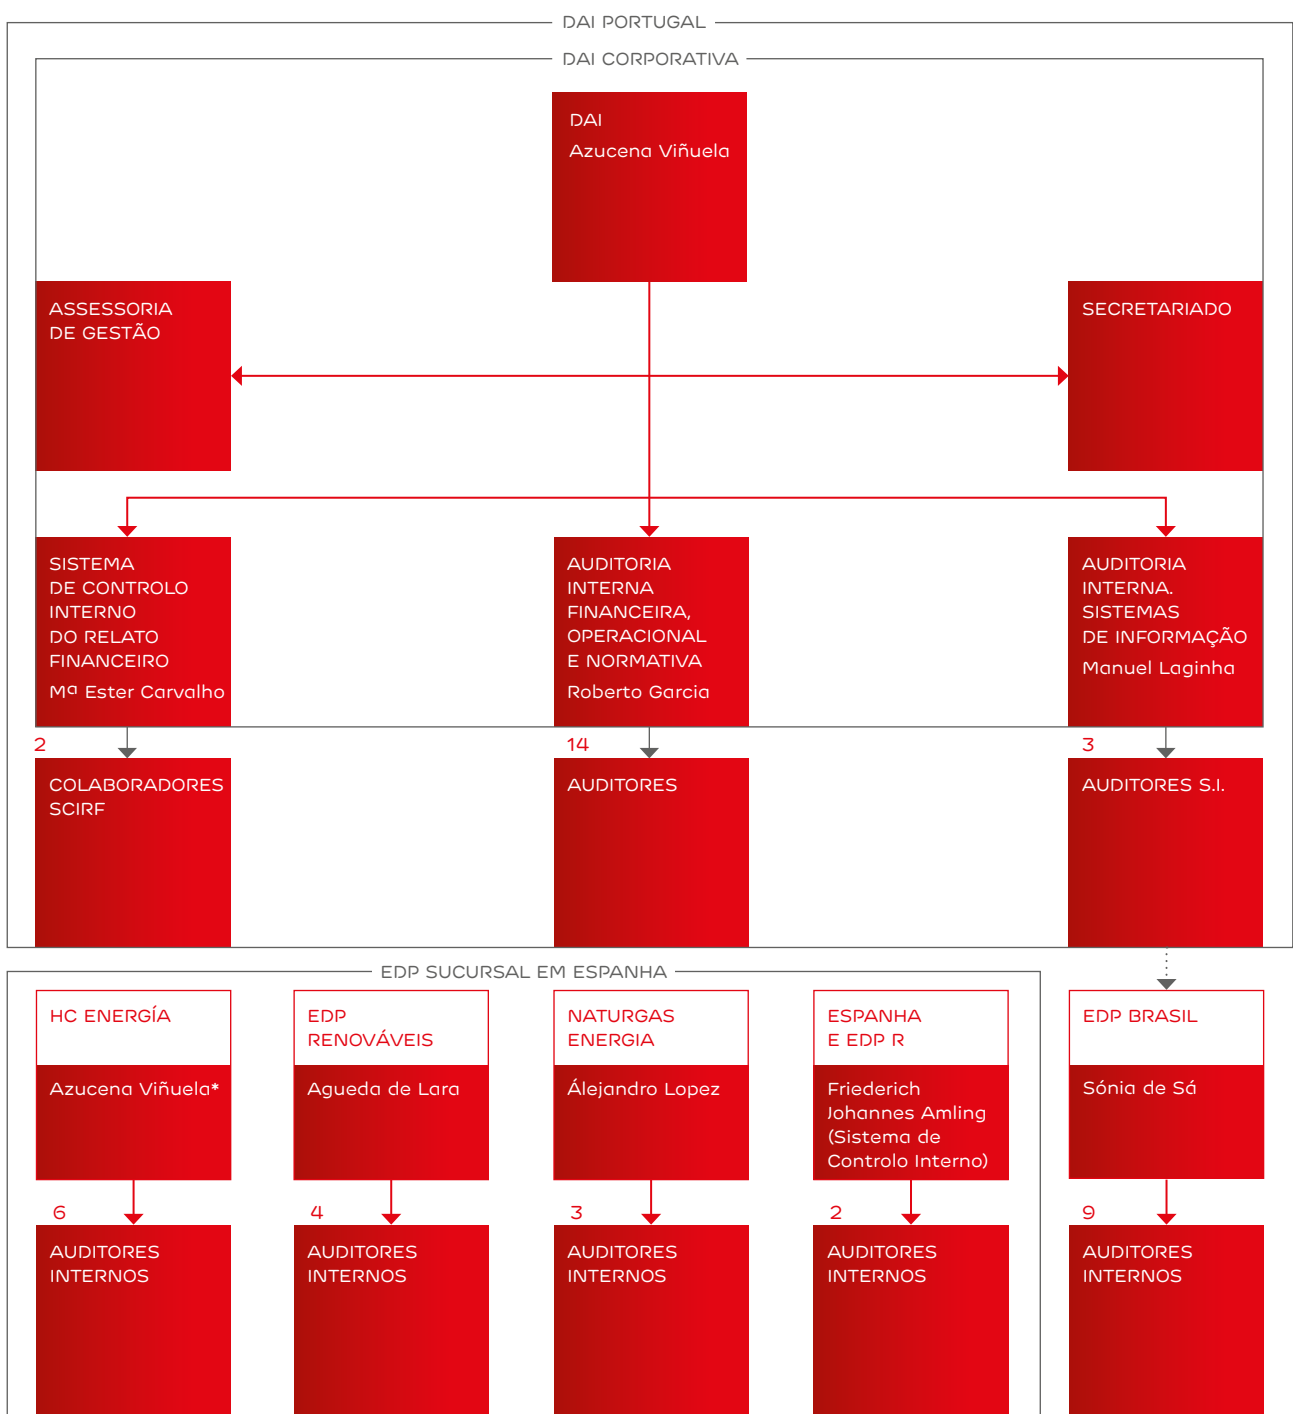 DAI PORTUGAL
DAI CORPORATIVA
DAI
Azucena Viñuela
ASSESSORIA
DE GESTÃO
SECRETARIADO
SISTEMA
DE CONTROLO
INTERNO
DO RELATO
FINANCEIRO
Mª Ester Carvalho
AUDITORIA
INTERNA
FINANCEIRA,
OPERACIONAL
E NORMATIVA
Roberto Garcia
AUDITORIA
INTERNA.
SISTEMAS
DE INFORMAÇÃO
Manuel Laginha
2
COLABORADORES
SCIRF
14
AUDITORES
3
AUDITORES S.I.
EDP SUCURSAL EM ESPANHA
HC ENERGÍA
Azucena Viñuela*
6
AUDITORES
INTERNOS
EDP
RENOVÁVEIS
Agueda de Lara
4
AUDITORES
INTERNOS
NATURGAS
ENERGIA
Álejandro Lopez
3
AUDITORES
INTERNOS
ESPANHA
E EDP R
Friederich
Johannes Amling
(Sistema de
Controlo Interno)
2
AUDITORES
INTERNOS
EDP BRASIL
Sónia de Sá
9
AUDITORES
INTERNOS